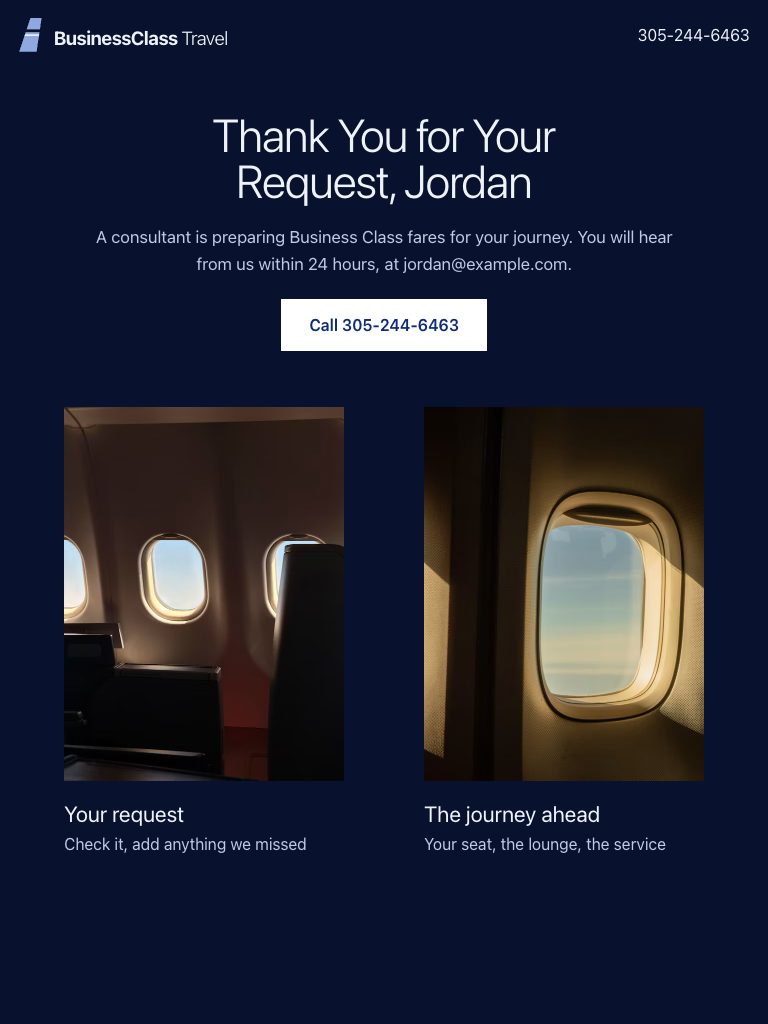 BusinessClass Travel
305-244-6463
Thank You for Your
Request, Jordan
A consultant is preparing Business Class fares for your journey. You will hear
from us within 24 hours, at jordan@example.com.
Call 305-244-6463
Your request
Check it, add anything we missed
The journey ahead
Your seat, the lounge, the service